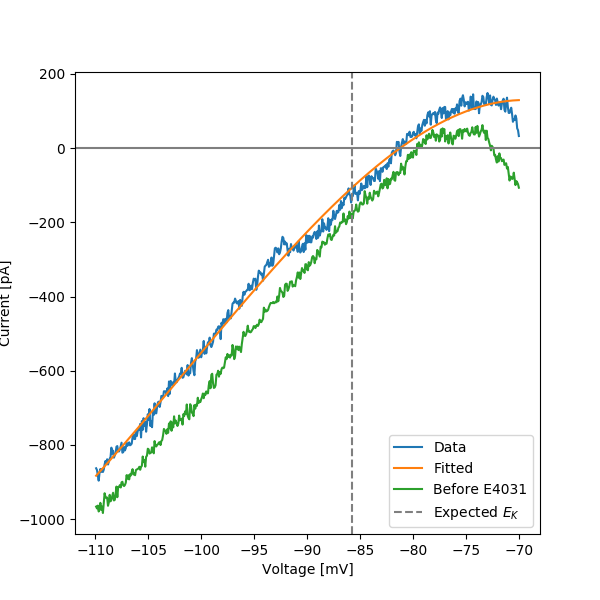 200
0
−200
−400
−600
−800
−1000
Current [pA]
Data
Fitted
Before E4031
Expected E_K
−110 −105 −100 −95 −90 −85 −80 −75 −70
Voltage [mV]